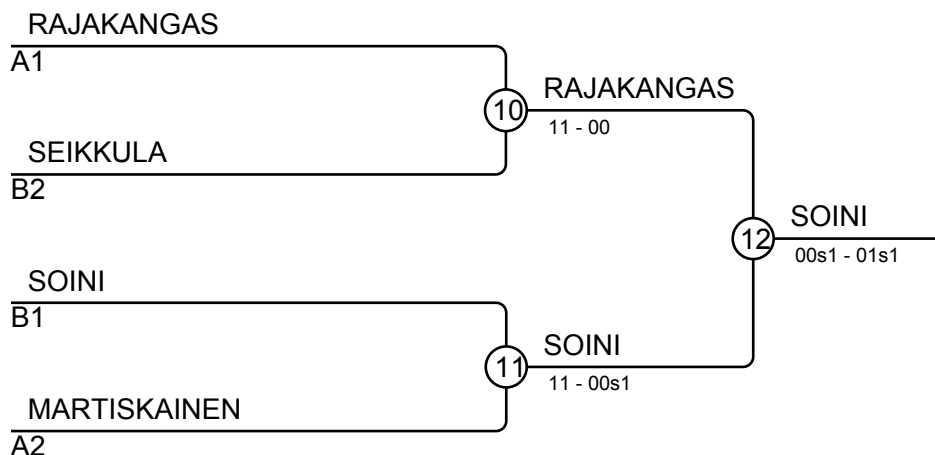 RAJAKANGAS
A1
10
RAJAKANGAS
11 - 00
SEIKKULA
B2
12
SOINI
00s1 - 01s1
SOINI
B1
11
SOINI
11 - 00s1
MARTISKAINEN
A2